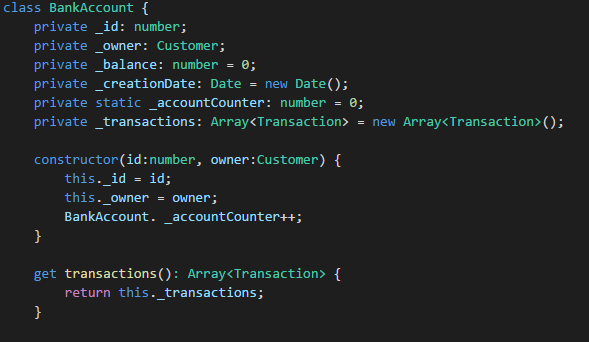 class BankAccount {
    private _id: number;
    private _owner: Customer;
    private _balance: number = 0;
    private _creationDate: Date = new Date();
    private static _accountCounter: number = 0;
    private _transactions: Array<Transaction> = new Array<Transaction>();

    constructor(id:number, owner:Customer) {
        this._id = id;
        this._owner = owner;
        BankAccount. _accountCounter++;
    }

    get transactions(): Array<Transaction> {
        return this._transactions;
    }